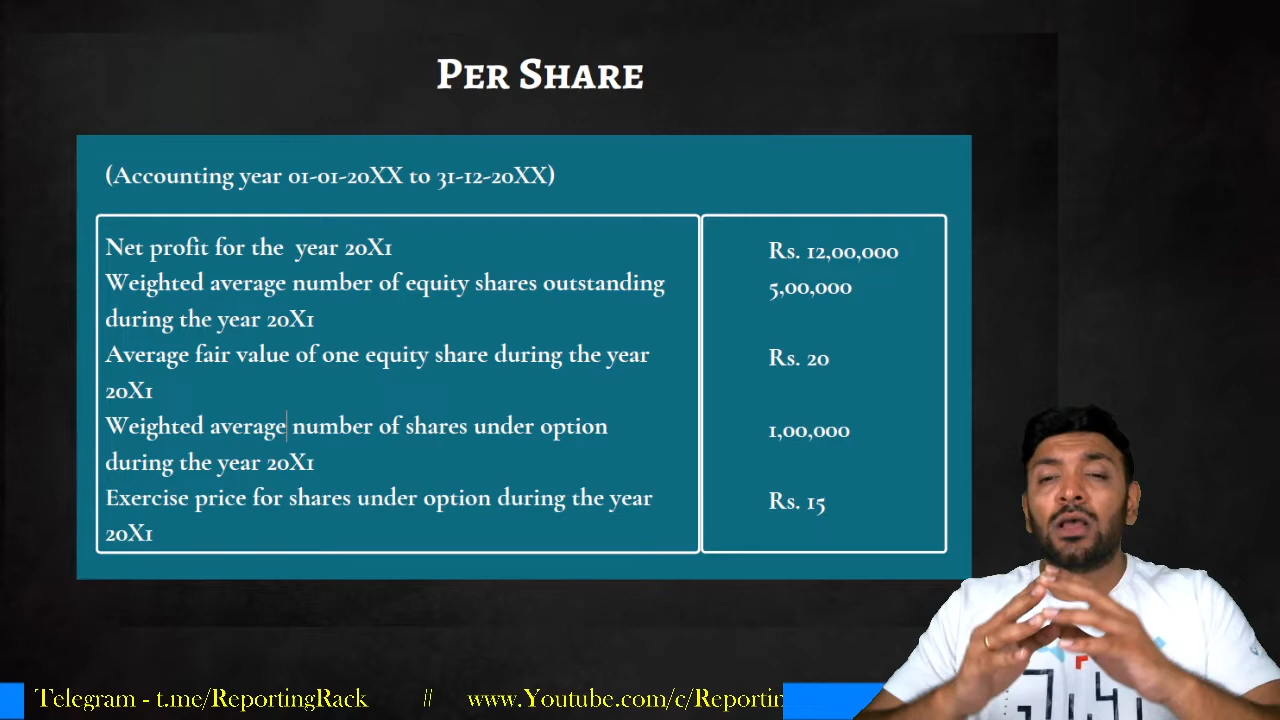 Per Share
(Accounting year 01-01-20XX to 31-12-20XX)
Net profit for the year 20X1
Rs. 12,00,000
Weighted average number of equity shares outstanding
5,00,000
during the year 20X1
Average fair value of one equity share during the year
Rs. 20
20X1
Weighted average number of shares under option
1,00,000
during the year 20X1
Exercise price for shares under option during the year
Rs. 15
20X1
Telegram - t.me/ReportingRack // www.Youtube.com/c/Reportin